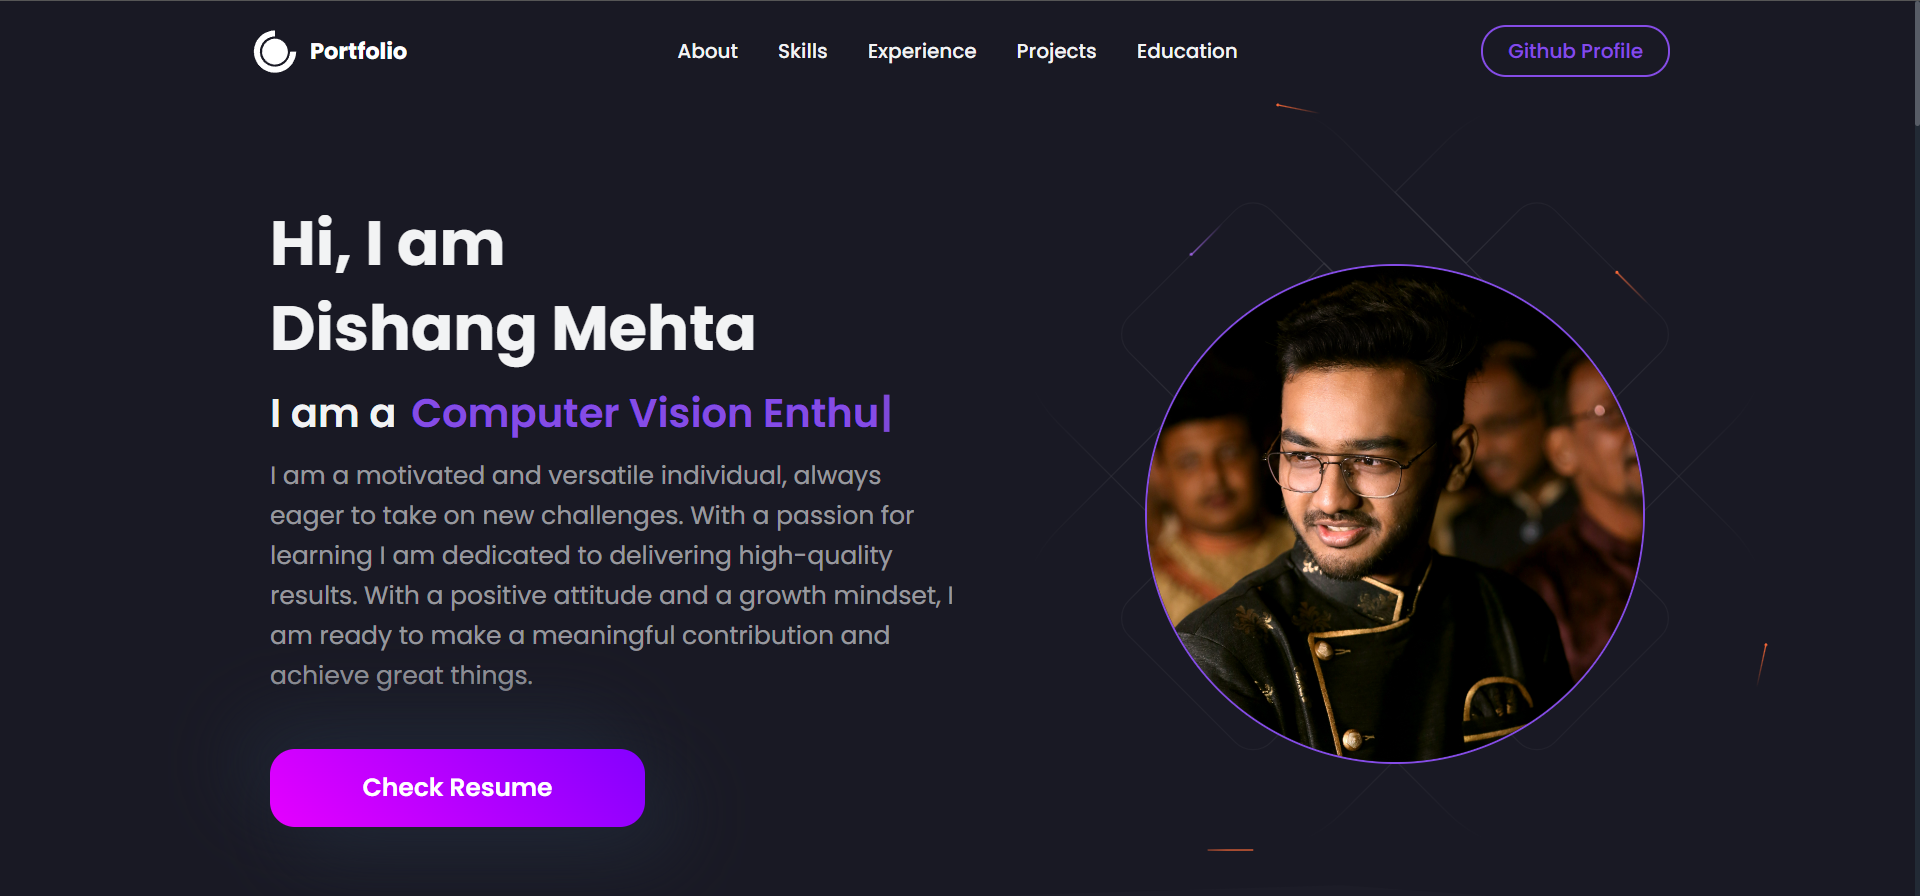 Portfolio
About Skills Experience Projects Education
Github Profile
Hi, I am
Dishang Mehta
I am a Computer Vision Enthu|
I am a motivated and versatile individual, always
eager to take on new challenges. With a passion for
learning I am dedicated to delivering high-quality
results. With a positive attitude and a growth mindset, I
am ready to make a meaningful contribution and
achieve great things.
Check Resume